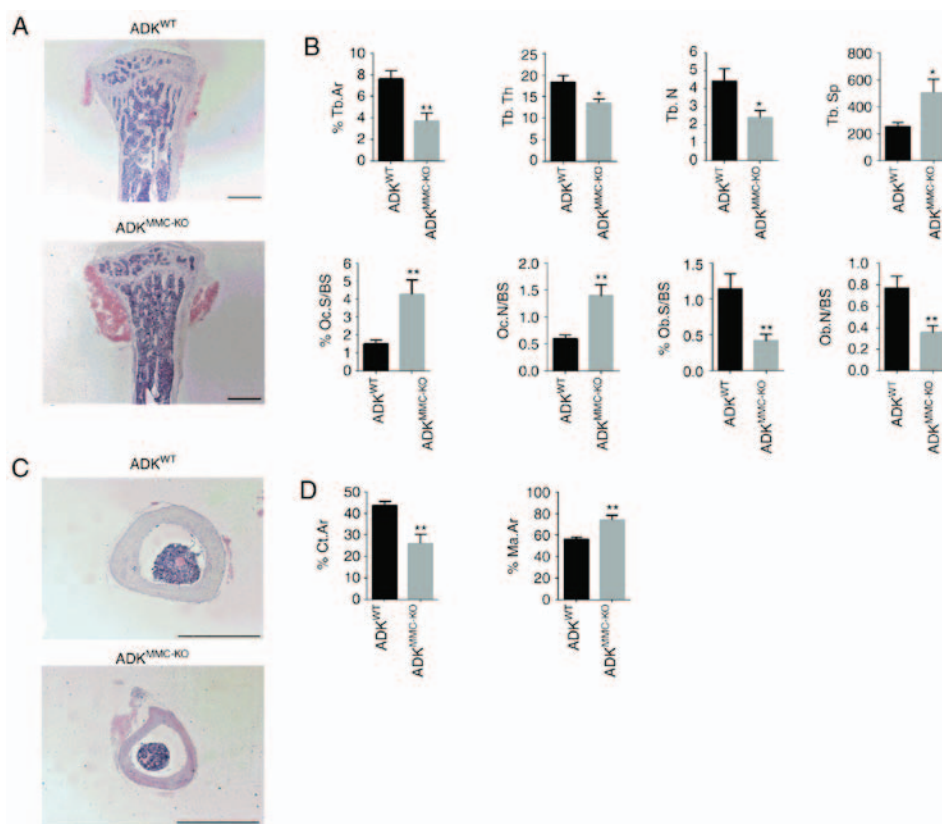 A
ADK^WT
ADK^MMC-KO
B
% Tb.Ar
10
8
6
4
2
0
**
ADK^WT
ADK^MMC-KO
Tb. Th
25
20
15
10
5
0
*
ADK^WT
ADK^MMC-KO
Tb. N
6
5
4
3
2
1
0
*
ADK^WT
ADK^MMC-KO
Tb. Sp
800
600
400
200
0
*
ADK^WT
ADK^MMC-KO
% Oc.S/BS
6
5
4
3
2
1
0
**
ADK^WT
ADK^MMC-KO
Oc.N/BS
2.0
1.5
1.0
0.5
0.0
**
ADK^WT
ADK^MMC-KO
% Ob.S/BS
1.5
1.0
0.5
0.0
**
ADK^WT
ADK^MMC-KO
Ob.N/BS
1.0
0.8
0.6
0.4
0.2
0.0
**
ADK^WT
ADK^MMC-KO
C
ADK^WT
ADK^MMC-KO
D
% Ct.Ar
50
40
30
20
10
0
**
ADK^WT
ADK^MMC-KO
% Ma.Ar
100
80
60
40
20
0
**
ADK^WT
ADK^MMC-KO